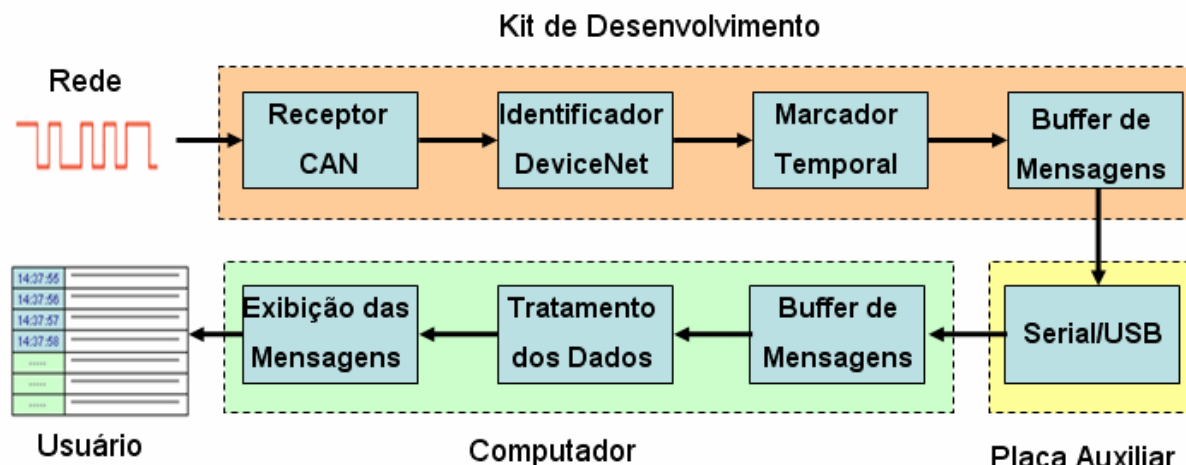 Kit de Desenvolvimento
Rede
Receptor
CAN
Identificador
DeviceNet
Marcador
Temporal
Buffer de
Mensagens
14:37:55
14:37:56
14:37:57
14:37:58
.....
.....
.....
Exibição das
Mensagens
Tratamento
dos Dados
Buffer de
Mensagens
Serial/USB
Usuário
Computador
Placa Auxiliar